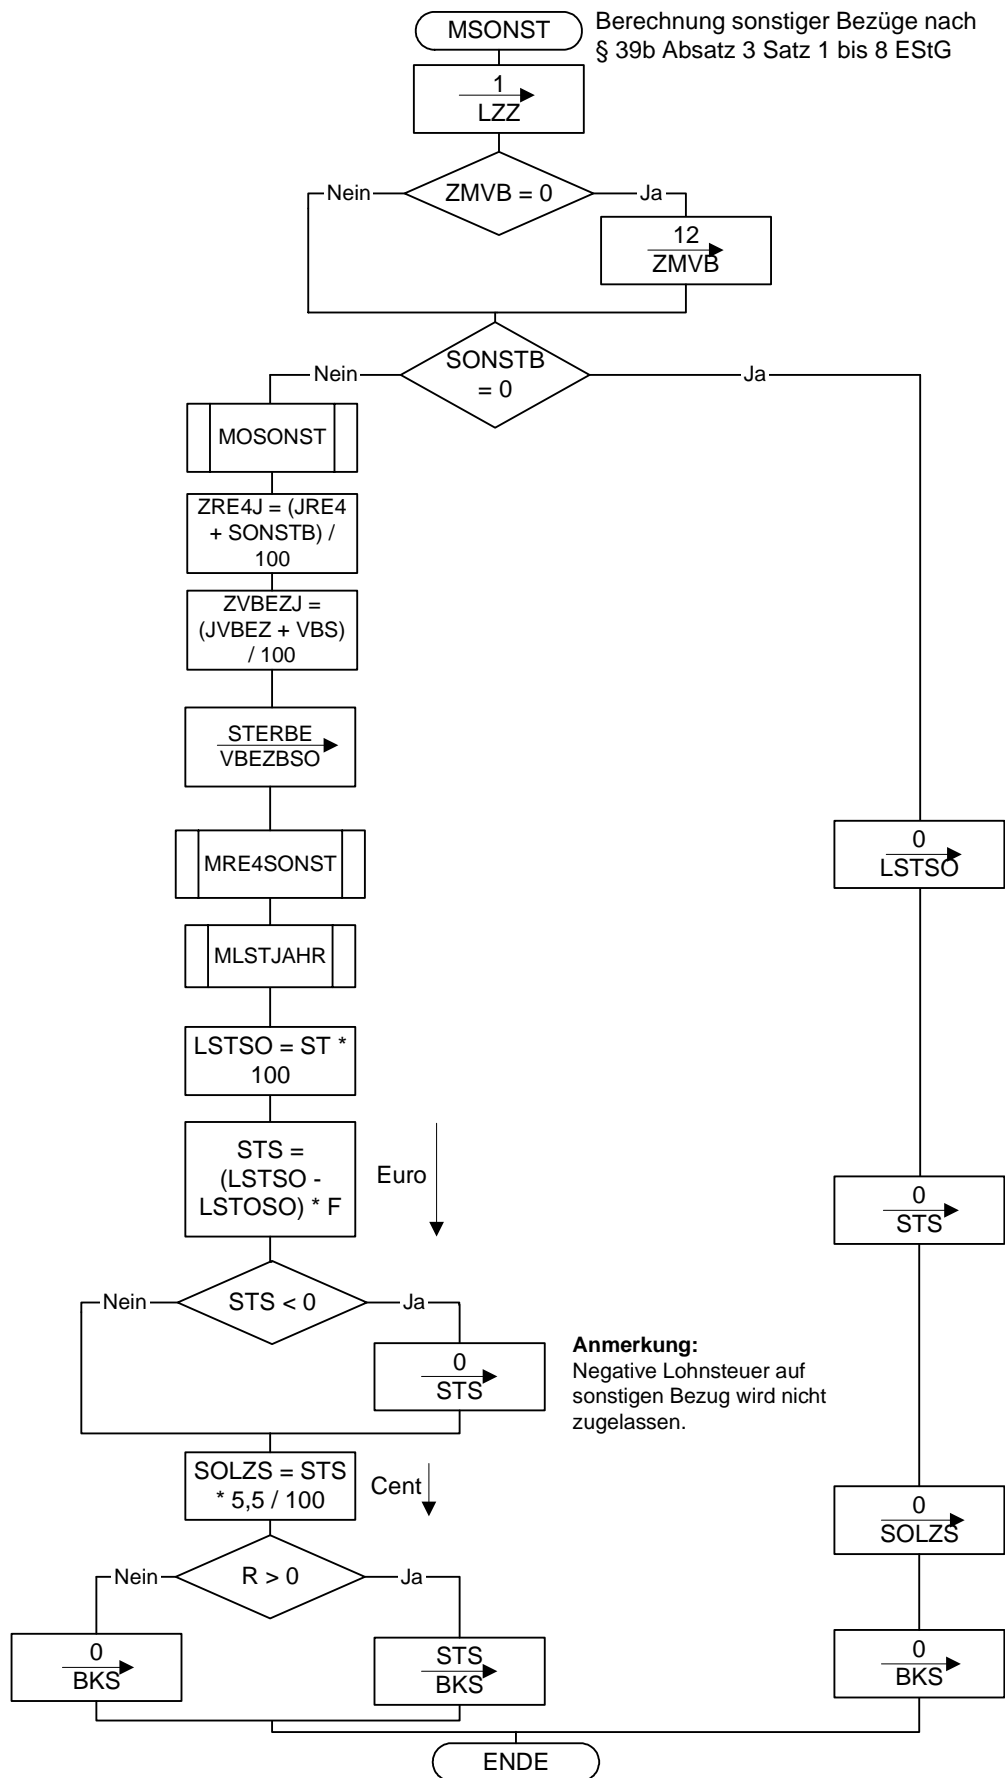 MSONST
Berechnung sonstiger Bezüge nach
§ 39b Absatz 3 Satz 1 bis 8 EStG
1
LZZ
Nein
ZMVB = 0
Ja
12
ZMVB
Nein
SONSTB
= 0
Ja
MOSONST
ZRE4J = (JRE4
+ SONSTB) /
100
ZVBEZJ =
(JVBEZ + VBS)
/ 100
STERBE
VBEZBSO
MRE4SONST
0
LSTSO
MLSTJAHR
LSTSO = ST *
100
STS =
(LSTSO -
LSTOSO) * F
Euro
0
STS
Nein
STS < 0
Ja
0
STS
Anmerkung:
Negative Lohnsteuer auf
sonstigen Bezug wird nicht
zugelassen.
SOLZS = STS
* 5,5 / 100
Cent
0
SOLZS
Nein
R > 0
Ja
0
BKS
STS
BKS
0
BKS
ENDE